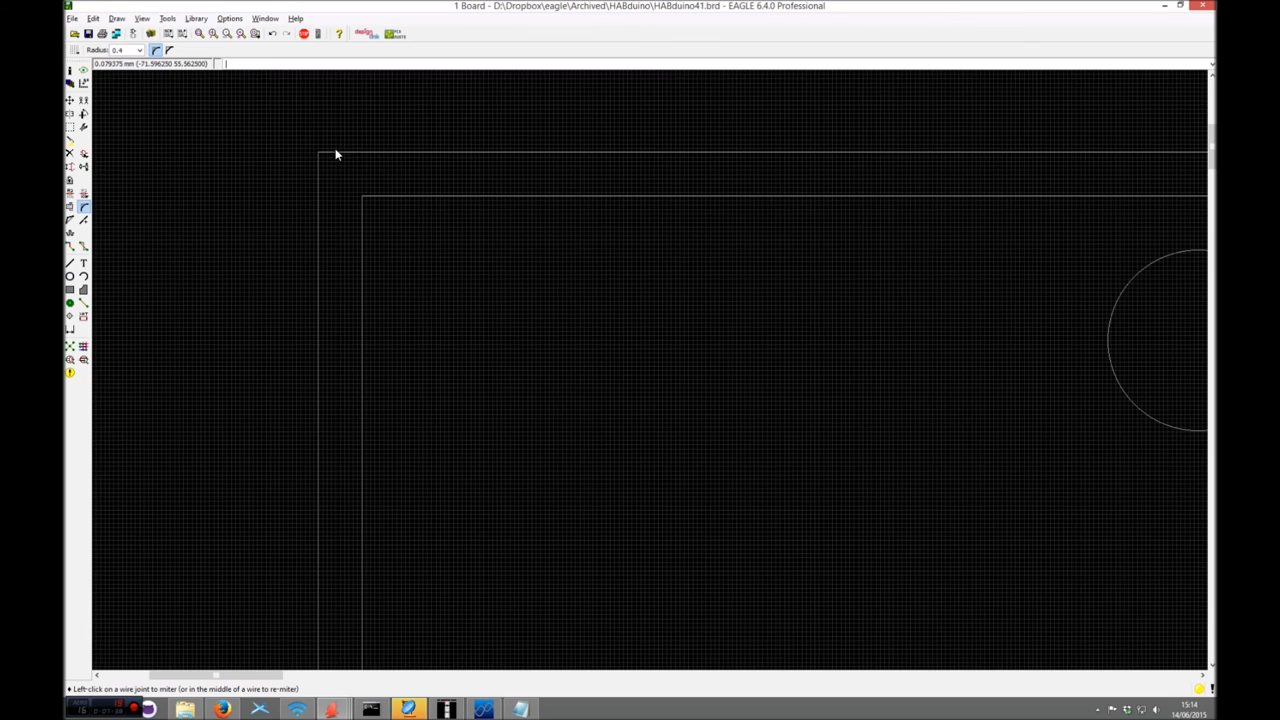 1 Board - D:\Dropbox\eagle\Archived\HABduino\HABduino41.brd - EAGLE 6.4.0 Professional
File Edit Draw View Tools Library Options Window Help
Radius: 0.4
0.079375 mm (-71.596250 55.562500)
Left-click on a wire joint to miter (or in the middle of a wire to re-miter)
15:14
14/06/2015